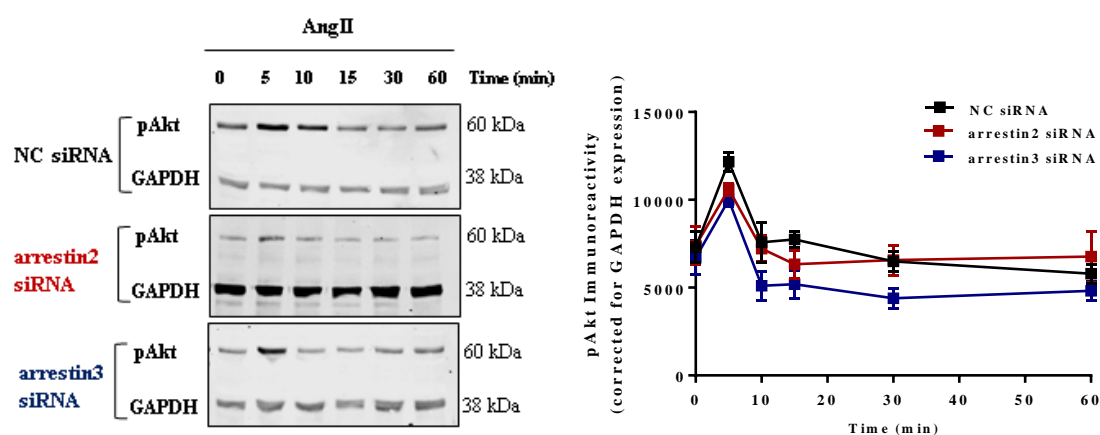 AngII
0 5 10 15 30 60 Time (min)
NC siRNA
pAkt 60 kDa
GAPDH 38 kDa
arrestin2
siRNA
pAkt 60 kDa
GAPDH 38 kDa
arrestin3
siRNA
pAkt 60 kDa
GAPDH 38 kDa
pAkt Immunoreactivity
(corrected for GAPDH expression)
15000
10000
5000
0
0 10 20 30 40 50 60
Time (min)
NC siRNA
arrestin2 siRNA
arrestin3 siRNA